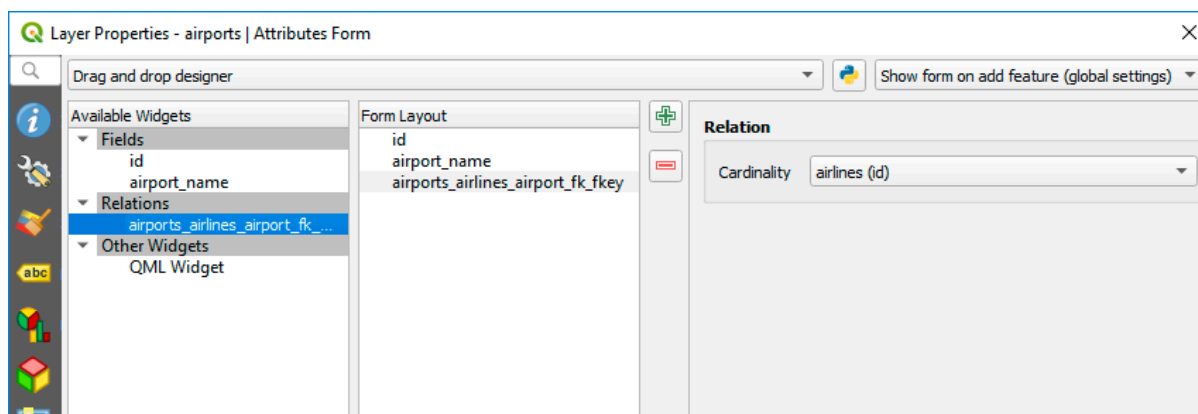 Layer Properties - airports | Attributes Form
Drag and drop designer
Show form on add feature (global settings)
Available Widgets
Fields
id
airport_name
Relations
airports_airlines_airport_fk_...
Other Widgets
QML Widget
Form Layout
id
airport_name
airports_airlines_airport_fk_fkey
Relation
Cardinality airlines (id)
abc